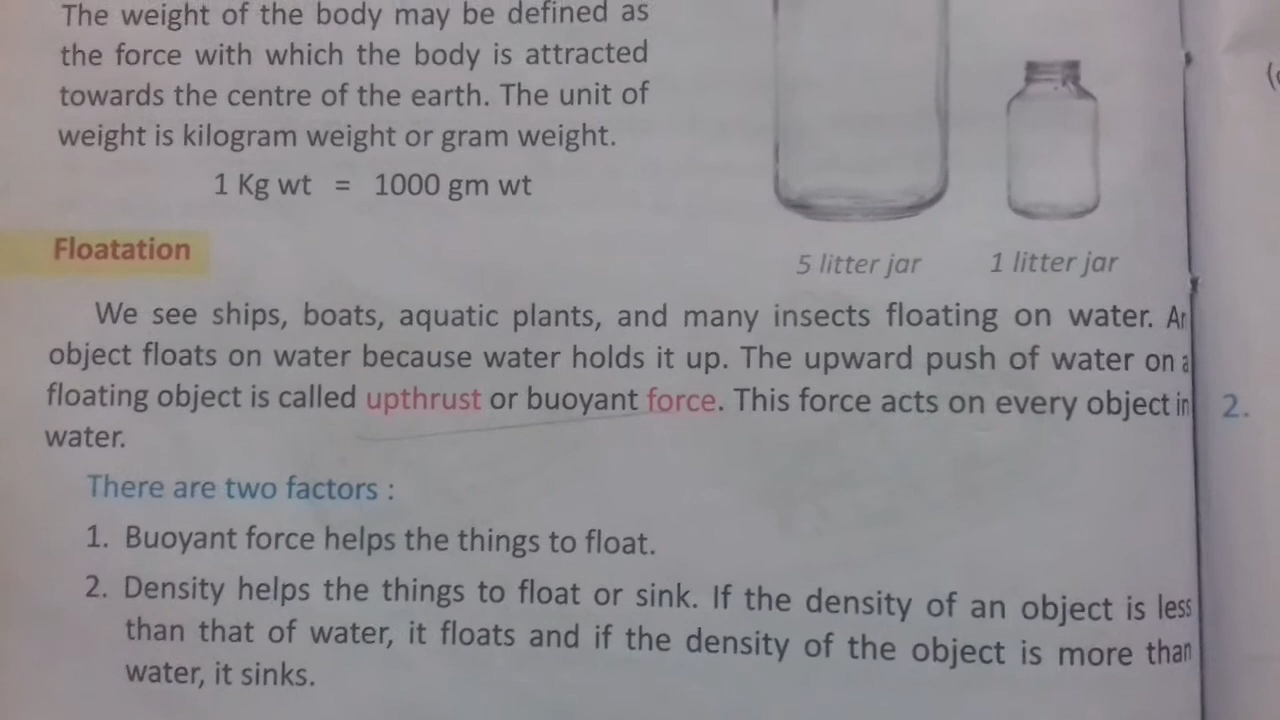 The weight of the body may be defined as
the force with which the body is attracted
towards the centre of the earth. The unit of
weight is kilogram weight or gram weight.
1 Kg wt = 1000 gm wt
5 litter jar
1 litter jar
Floatation
We see ships, boats, aquatic plants, and many insects floating on water. An
object floats on water because water holds it up. The upward push of water on a
floating object is called upthrust or buoyant force. This force acts on every object in
water.
There are two factors :
1. Buoyant force helps the things to float.
2. Density helps the things to float or sink. If the density of an object is less
than that of water, it floats and if the density of the object is more than
water, it sinks.
2.